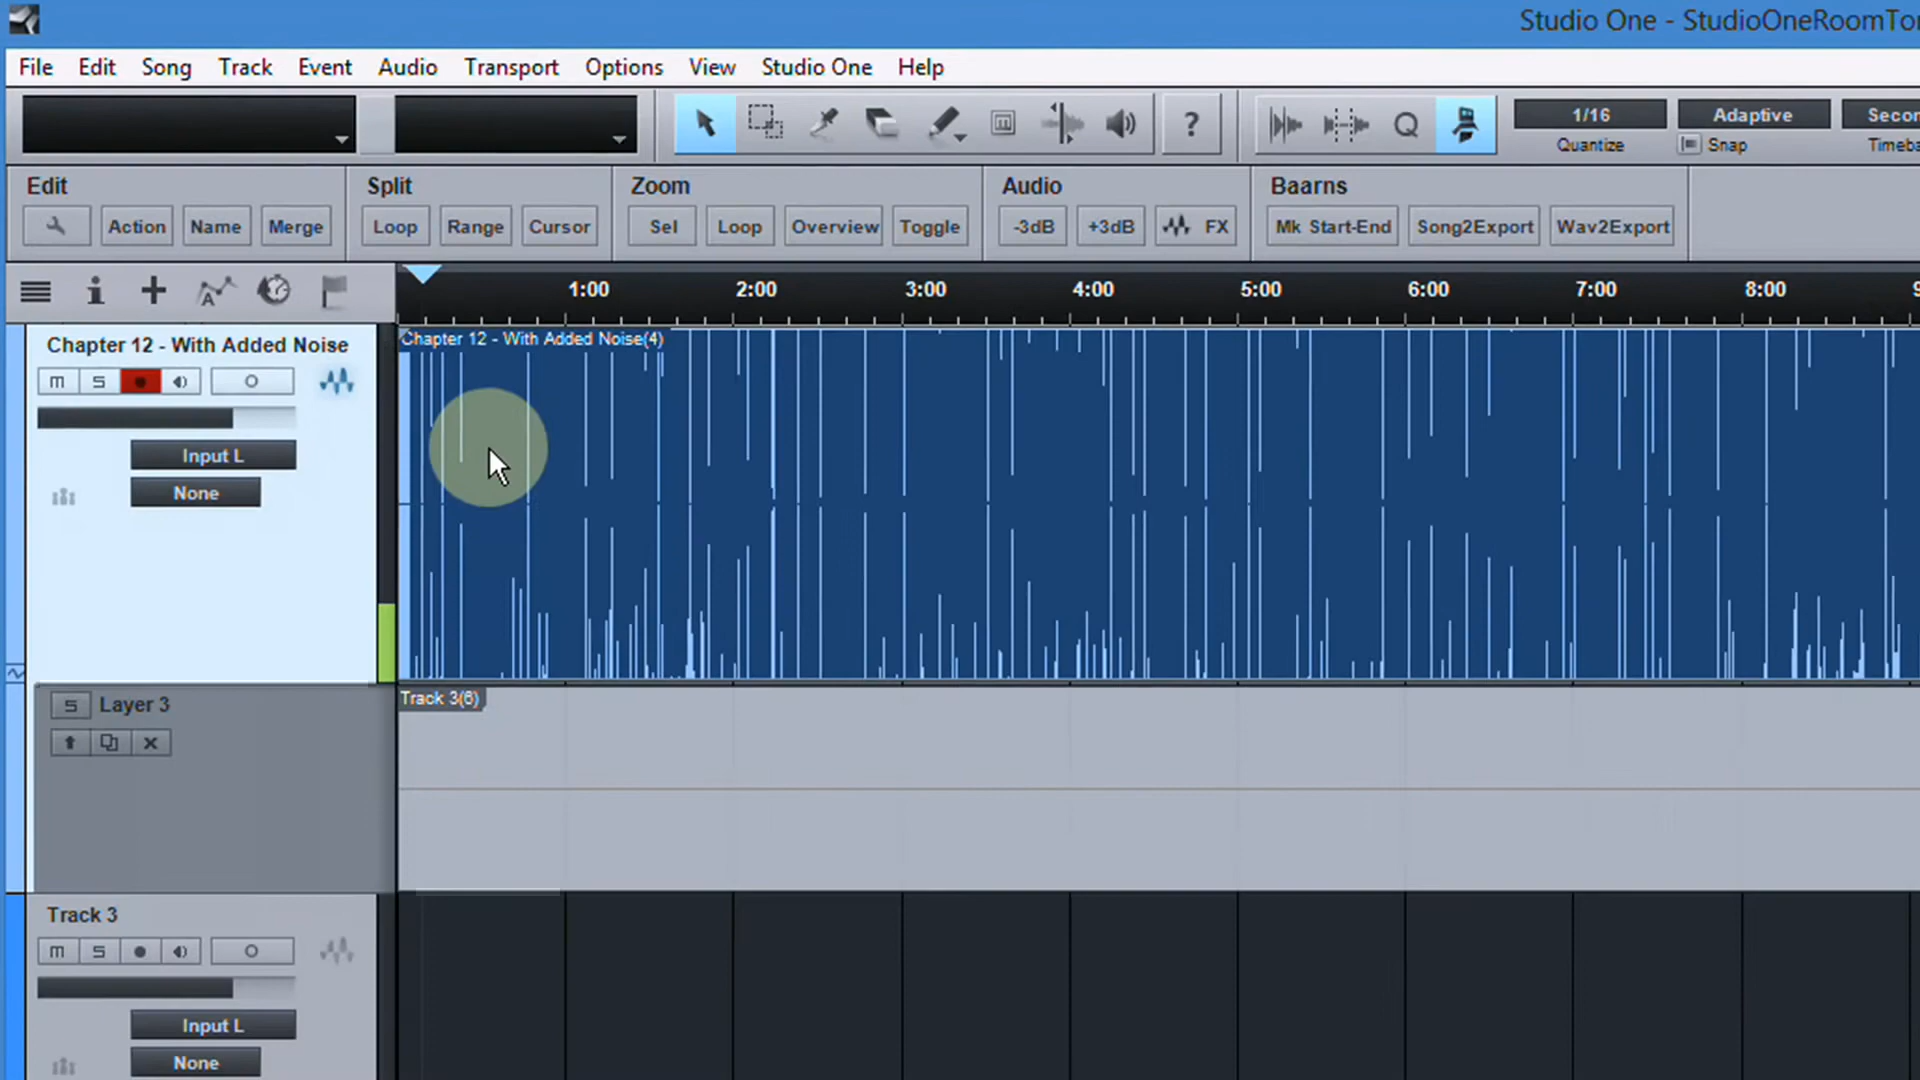 Studio One - StudioOneRoomTo
File Edit Song Track Event Audio Transport Options View Studio One Help
? Q 1/16 Adaptive Secon
Quantize Snap Timeba
Edit Split Zoom Audio Baarns
Action Name Merge Loop Range Cursor Sel Loop Overview Toggle -3dB +3dB FX Mk Start-End Song2Export Wav2Export
1:00 2:00 3:00 4:00 5:00 6:00 7:00 8:00 9
Chapter 12 - With Added Noise
Chapter 12 - With Added Noise(4)
M S
Input L
None
S Layer 3
Track 3(6)
Track 3
M S
Input L
None